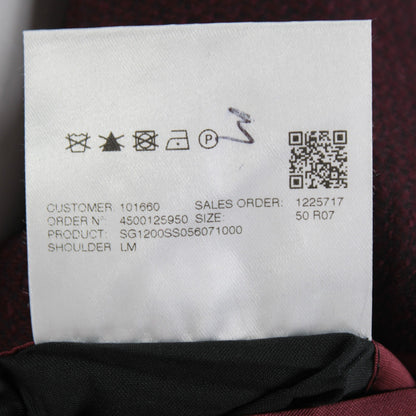 P
CUSTOMER: 101660 SALES ORDER: 1225717
ORDER N°: 4500125950 SIZE: 50 R07
PRODUCT: SG1200SS056071000
SHOULDER LM